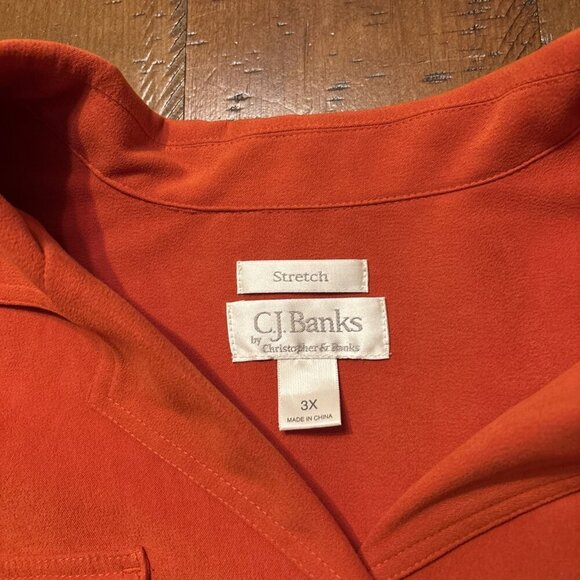 Stretch
C.J. Banks
by Christopher & Banks
3X
MADE IN CHINA